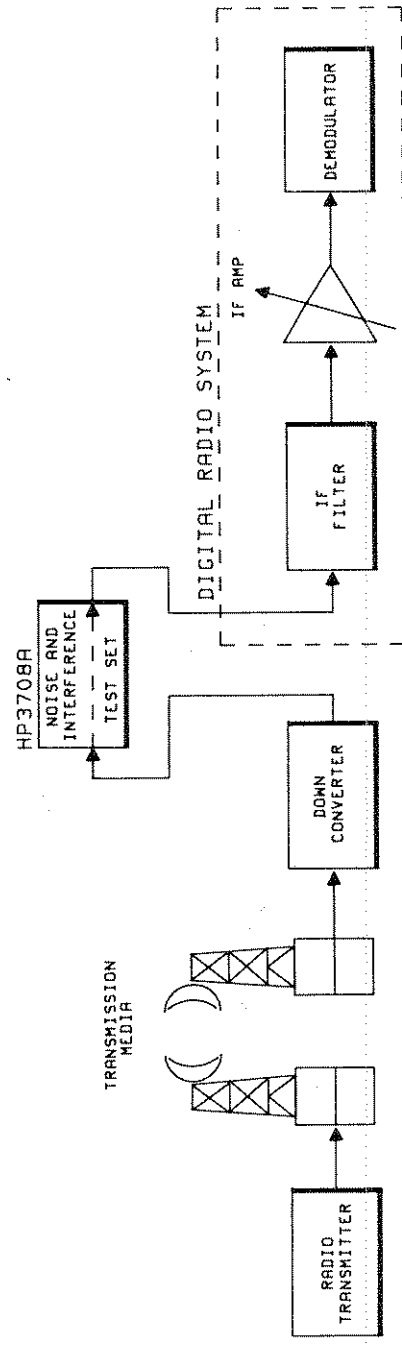 HP3708A
NOISE AND
INTERFERENCE
TEST SET
TRANSMISSION
MEDIA
DIGITAL RADIO SYSTEM
IF AMP
RADIO
TRANSMITTER
DOWN
CONVERTER
IF
FILTER
DEMODULATOR